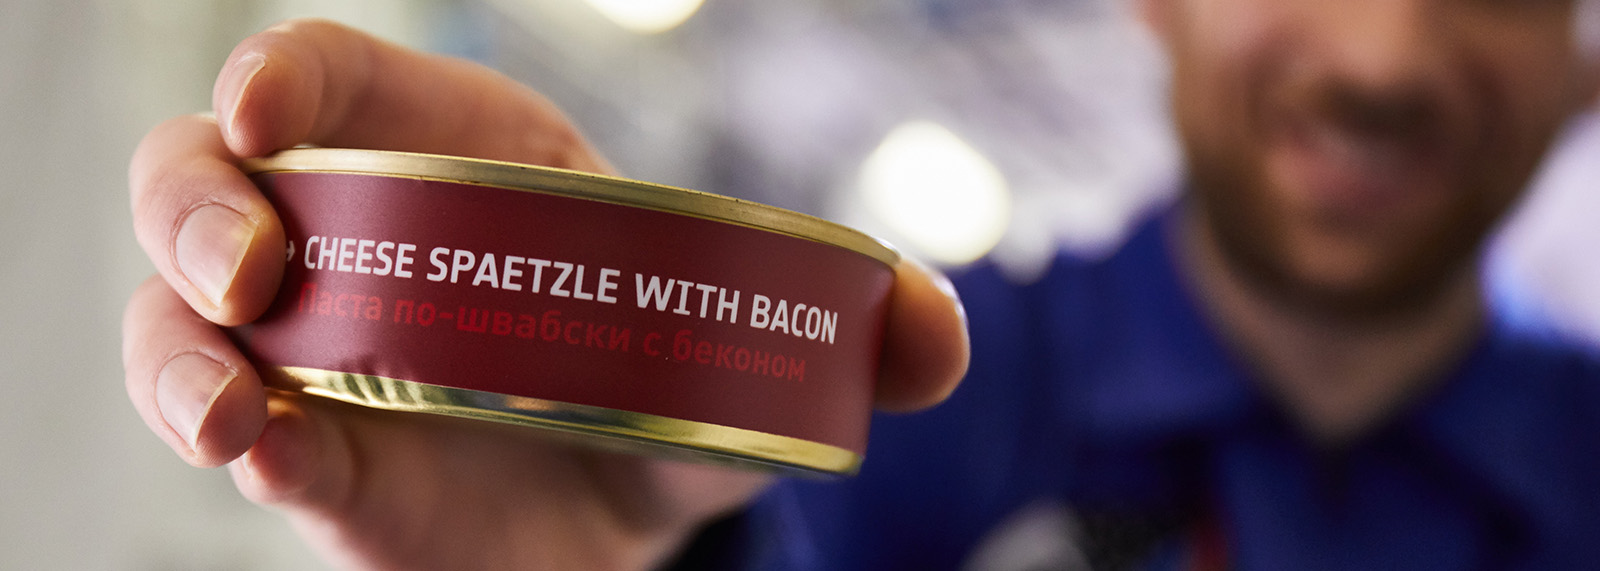 CHEESE SPAETZLE WITH BACON
Паста по-швабски с беконом